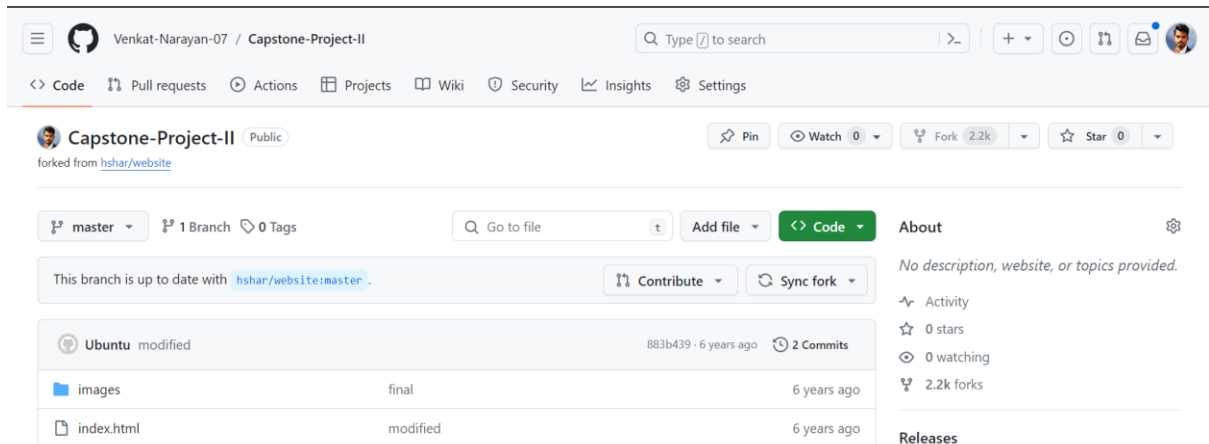 Venkat-Narayan-07 / Capstone-Project-II
Type / to search
Code Pull requests Actions Projects Wiki Security Insights Settings
Capstone-Project-II Public
Pin Watch 0 Fork 2.2k Star 0
forked from hshar/website
master 1 Branch 0 Tags Go to file t Add file Code
About
This branch is up to date with hshar/website:master . Contribute Sync fork
No description, website, or topics provided.
Activity
Ubuntu modified 883b439 · 6 years ago 2 Commits
0 stars
0 watching
images final 6 years ago
2.2k forks
index.html modified 6 years ago
Releases